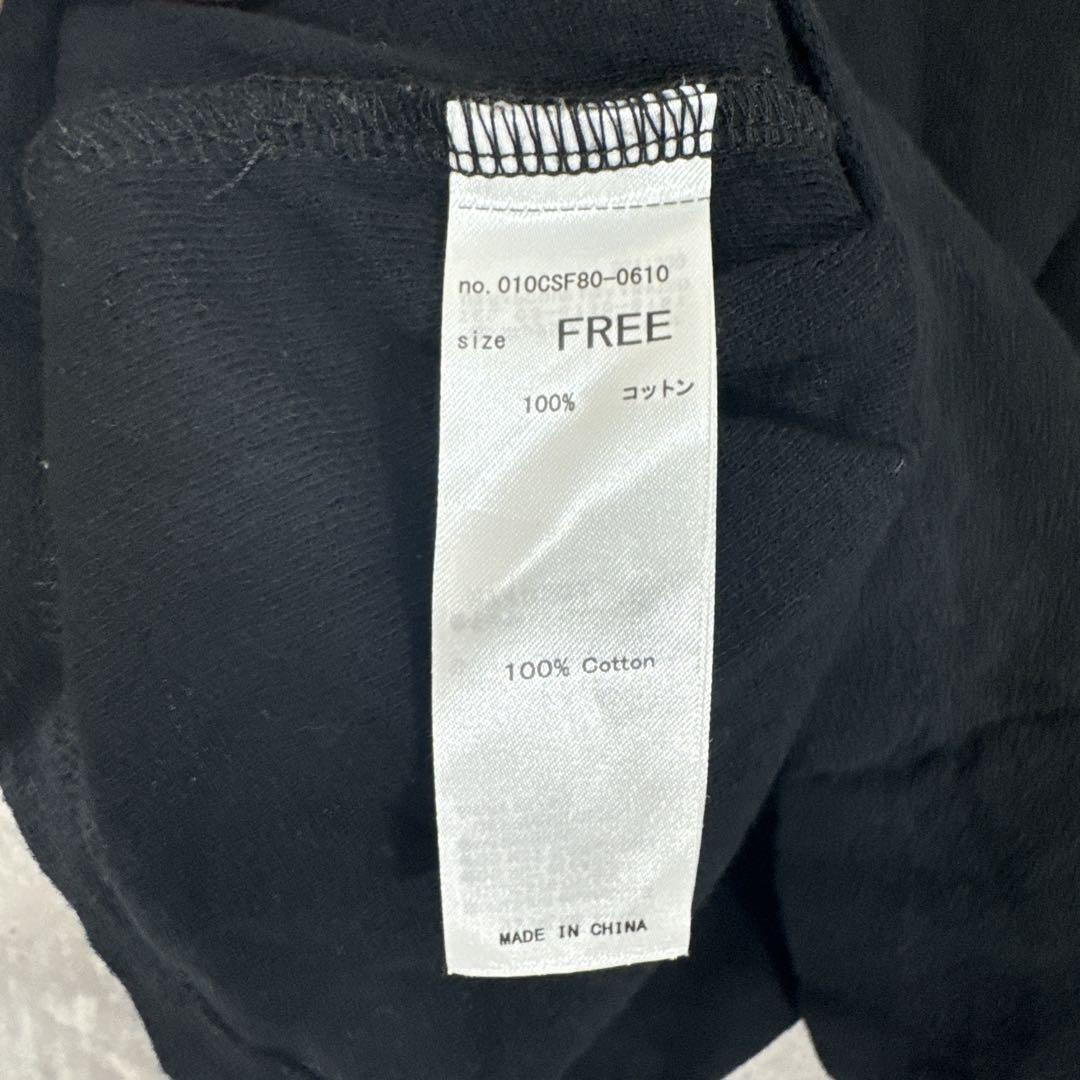 no. 010CSF80-0610
size FREE
100% コットン
100% Cotton
MADE IN CHINA